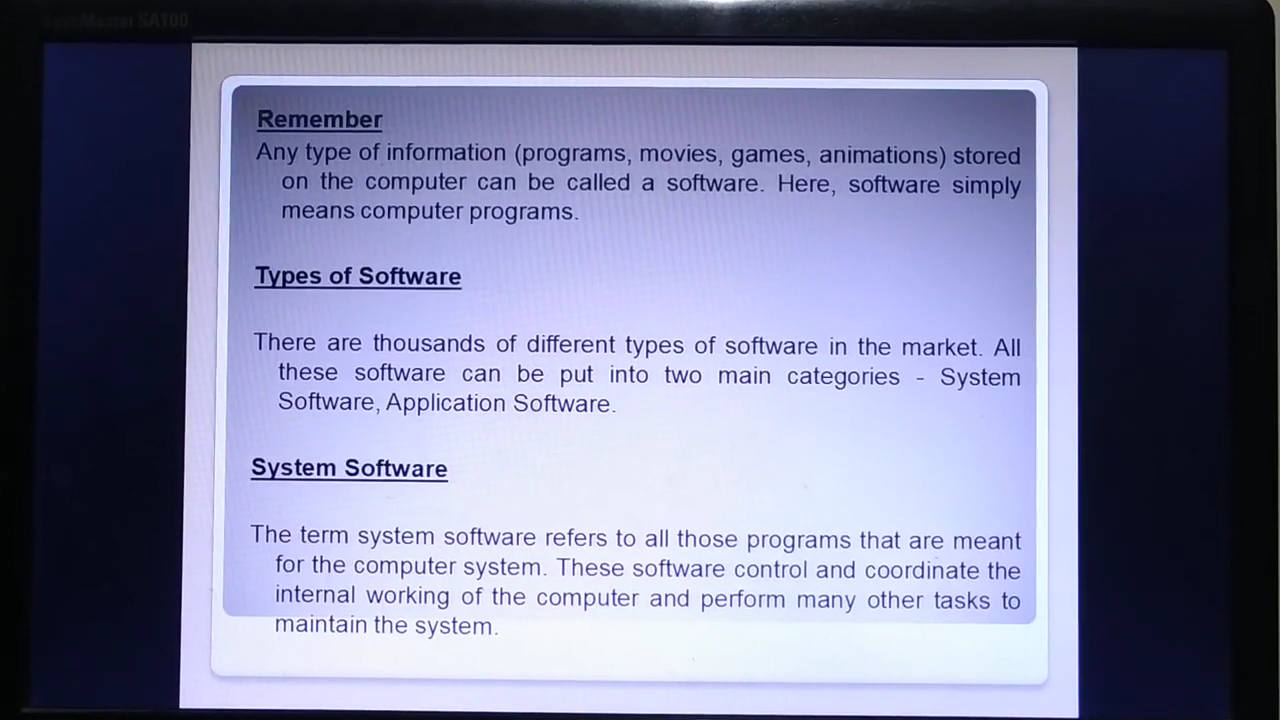 SA100
Remember
Any type of information (programs, movies, games, animations) stored
on the computer can be called a software. Here, software simply
means computer programs.
Types of Software
There are thousands of different types of software in the market. All
these software can be put into two main categories - System
Software, Application Software.
System Software
The term system software refers to all those programs that are meant
for the computer system. These software control and coordinate the
internal working of the computer and perform many other tasks to
maintain the system.